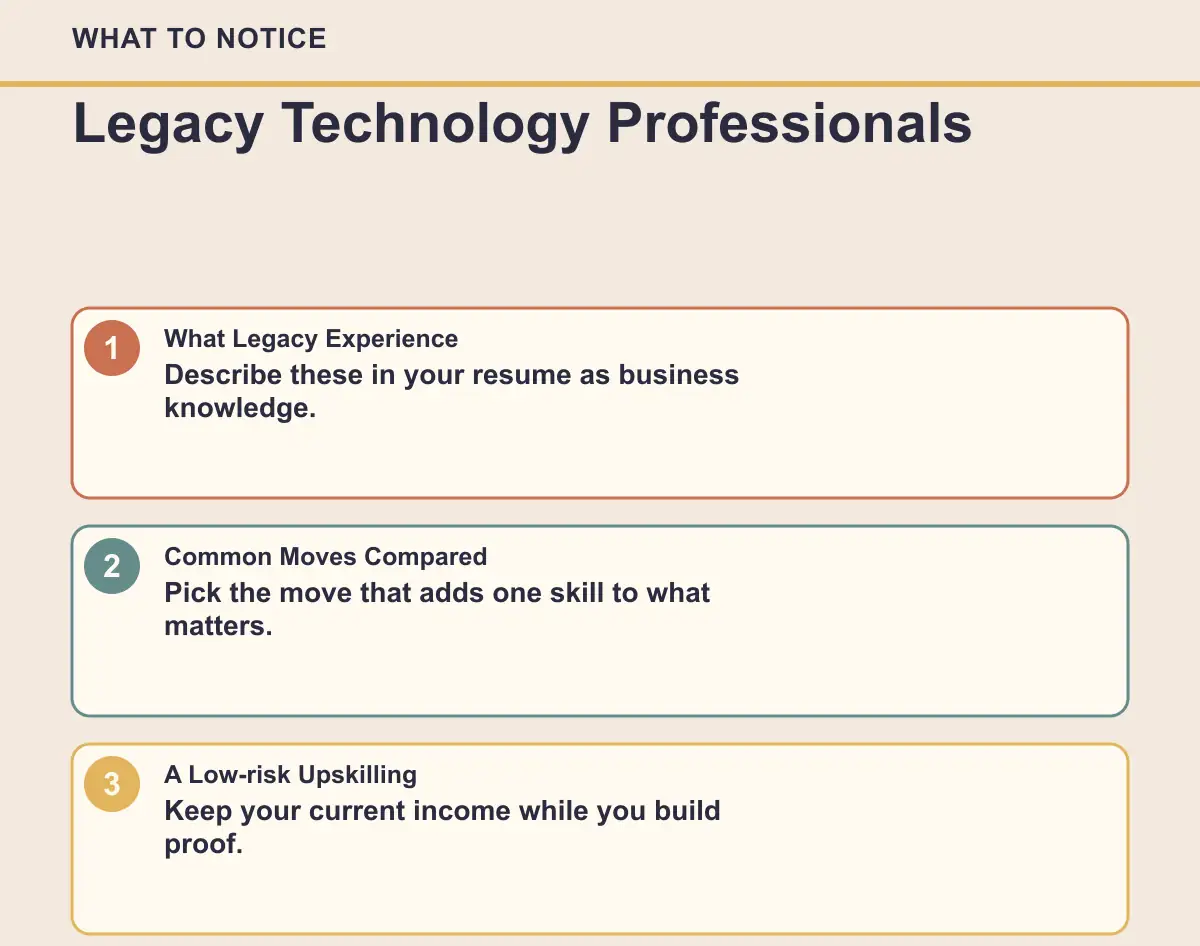 WHAT TO NOTICE
Legacy Technology Professionals
1
What Legacy Experience
Describe these in your resume as business
knowledge.
2
Common Moves Compared
Pick the move that adds one skill to what
matters.
3
A Low-risk Upskilling
Keep your current income while you build
proof.